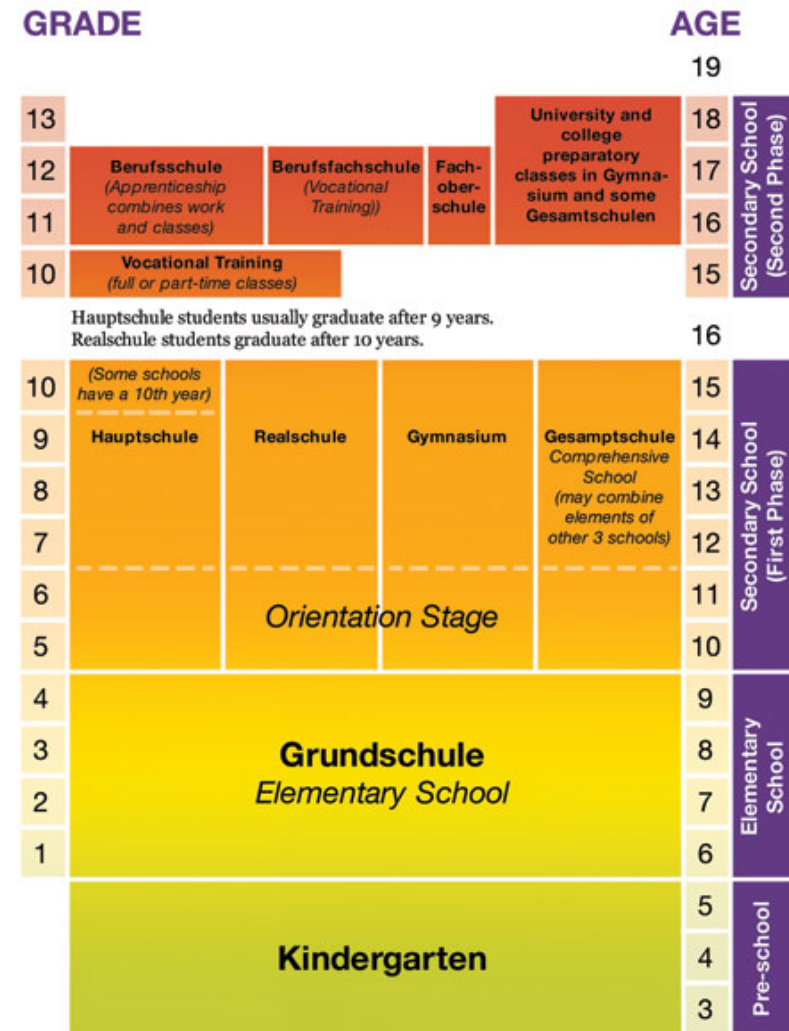 GRADE
AGE
19
13
18
University and
college
preparatory
classes in Gymna-
sium and some
Gesamtschulen
12
17
11
16
Berufsschule
(Apprenticeship
combines work
and classes)
Berufsfachschule
(Vocational
Training))
Fach-
ober-
schule
10
15
Vocational Training
(full or part-time classes)
Secondary School
(Second Phase)
Hauptschule students usually graduate after 9 years.
Realschule students graduate after 10 years.
16
10
(Some schools
have a 10th year)
15
9
Hauptschule
Realschule
Gymnasium
Gesamptschule
Comprehensive
School
(may combine
elements of
other 3 schools)
14
8
13
7
12
6
11
Orientation Stage
5
10
Secondary School
(First Phase)
4
9
3
8
Grundschule
Elementary School
2
7
1
6
Elementary
School
5
Kindergarten
4
3
Pre-school